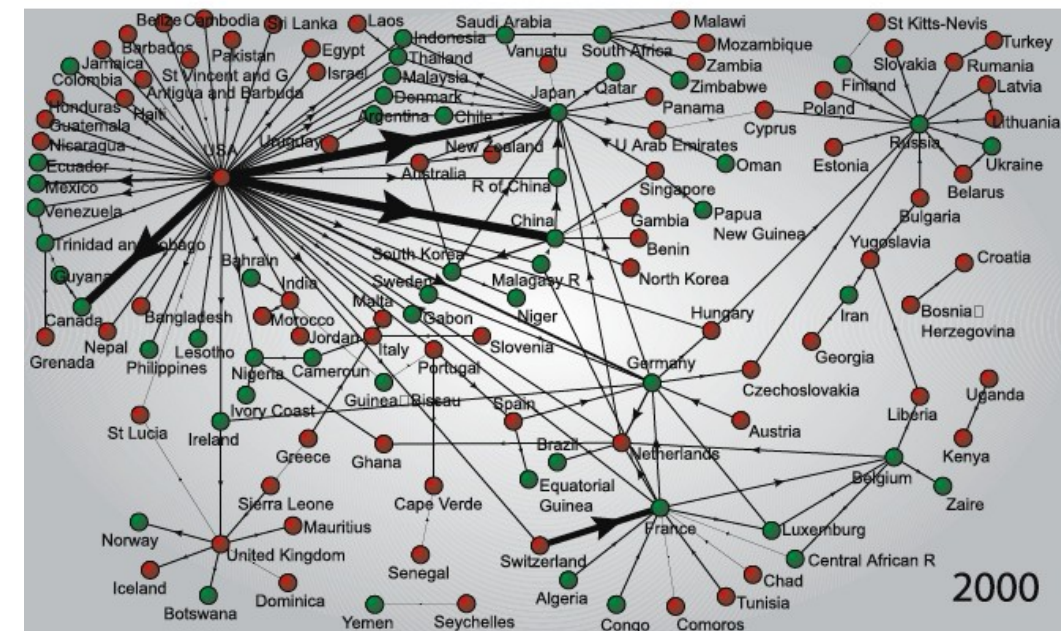 Belize
Cambodia
Sri Lanka
Laos
Saudi Arabia
Malawi
St Kitts-Nevis
Barbados
Pakistan
Egypt
Indonesia
Vanuatu
South Africa
Mozambique
Slovakia
Turkey
Jamaica
St Vincent and G
Israel
Thailand
Zambia
Finland
Rumania
Colombia
Antigua and Barbuda
Malaysia
Japan
Qatar
Zimbabwe
Latvia
Honduras
Haiti
Denmark
Panama
Poland
Lithuania
Guatemala
Argentina
Chile
Cyprus
Nicaragua
USA
Uruguay
New Zealand
U Arab Emirates
Russia
Ukraine
Ecuador
Australia
Oman
Estonia
Mexico
R of China
Singapore
Belarus
Venezuela
China
Gambia
Papua
New Guinea
Bulgaria
Trinidad and Tobago
South Korea
Benin
Yugoslavia
Croatia
Guyana
Bahrain
Sweden
Malagasy R
North Korea
India
Malta
Iran
Bosnia□
Herzegovina
Canada
Bangladesh
Morocco
Gabon
Niger
Hungary
Grenada
Nepal
Lesotho
Jordan
Italy
Slovenia
Georgia
Philippines
Nigeria
Cameroun
Portugal
Germany
Czechoslovakia
Uganda
Ivory Coast
Guinea□Bissau
Spain
Liberia
St Lucia
Ireland
Austria
Greece
Ghana
Brazil
Netherlands
Kenya
Equatorial
Guinea
Belgium
Zaire
Sierra Leone
Cape Verde
France
Norway
Mauritius
Luxemburg
United Kingdom
Switzerland
Central African R
Iceland
Senegal
Chad
2000
Botswana
Dominica
Algeria
Tunisia
Yemen
Seychelles
Congo
Comoros